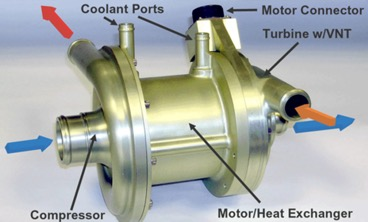 Coolant Ports
Motor Connector
Turbine w/VNT
Compressor
Motor/Heat Exchanger